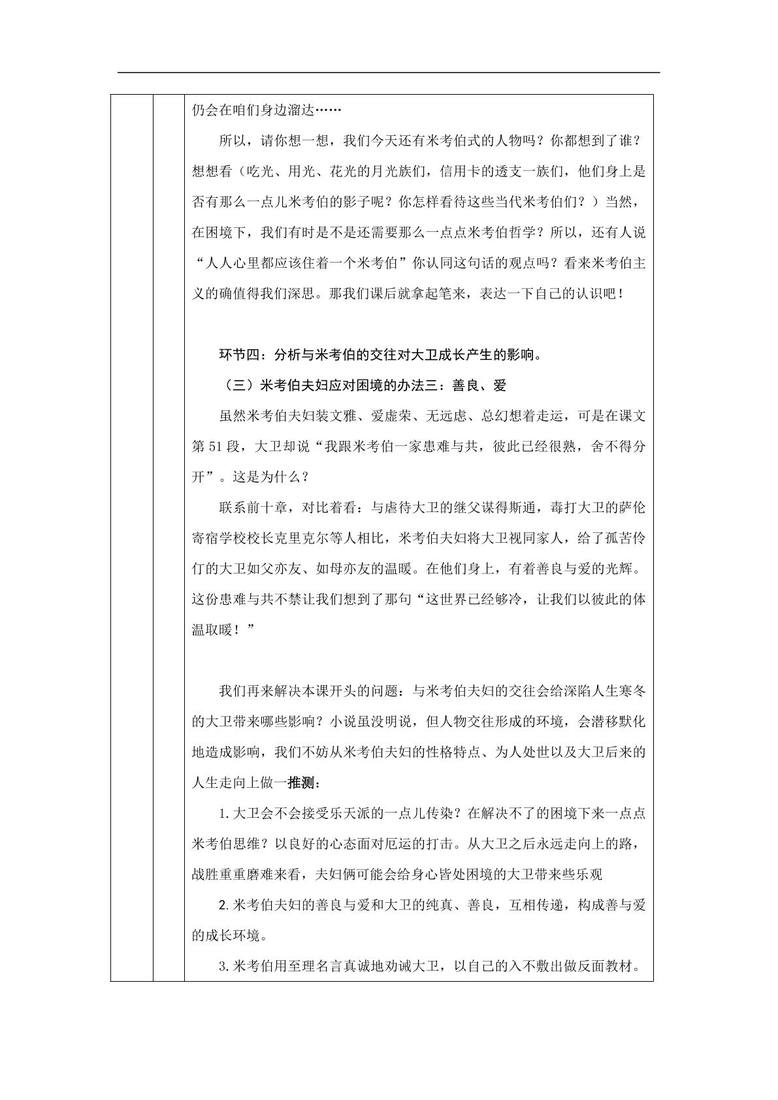 仍会在咱们身边溜达……
所以，请你想一想，我们今天还有米考伯式的人物吗？你都想到了谁？
想想看（吃光、用光、花光的月光族们，信用卡的透支一族们，他们身上是
否有那么一点儿米考伯的影子呢？你怎样看待这些当代米考伯们？）当然，
在困境下，我们有时是不是还需要那么一点点米考伯哲学？所以，还有人说
“人人心里都应该住着一个米考伯”你认同这句话的观点吗？看来米考伯主
义的确值得我们深思。那我们课后就拿起笔来，表达一下自己的认识吧！
环节四：分析与米考伯的交往对大卫成长产生的影响。
（三）米考伯夫妇应对困境的办法三：善良、爱
虽然米考伯夫妇装文雅、爱虚荣、无远虑、总幻想着走运，可是在课文
第 51 段，大卫却说“我跟米考伯一家患难与共，彼此已经很熟，舍不得分
开”。这是为什么？
联系前十章，对比着看：与虐待大卫的继父谋得斯通，毒打大卫的萨伦
寄宿学校校长克里克尔等人相比，米考伯夫妇将大卫视同家人，给了孤苦伶
仃的大卫如父亦友、如母亦友的温暖。在他们身上，有着善良与爱的光辉。
这份患难与共不禁让我们想到了那句“这世界已经够冷，让我们以彼此的体
温取暖！”
我们再来解决本课开头的问题：与米考伯夫妇的交往会给深陷人生寒冬
的大卫带来哪些影响？小说虽没明说，但人物交往形成的环境，会潜移默化
地造成影响，我们不妨从米考伯夫妇的性格特点、为人处世以及大卫后来的
人生走向上做一推测：
1.大卫会不会接受乐天派的一点儿传染？在解决不了的困境下来一点点
米考伯思维？以良好的心态面对厄运的打击。从大卫之后永远走向上的路，
战胜重重磨难来看，夫妇俩可能会给身心皆处困境的大卫带来些乐观
2.米考伯夫妇的善良与爱和大卫的纯真、善良，互相传递，构成善与爱
的成长环境。
3.米考伯用至理名言真诚地劝诫大卫，以自己的入不敷出做反面教材。